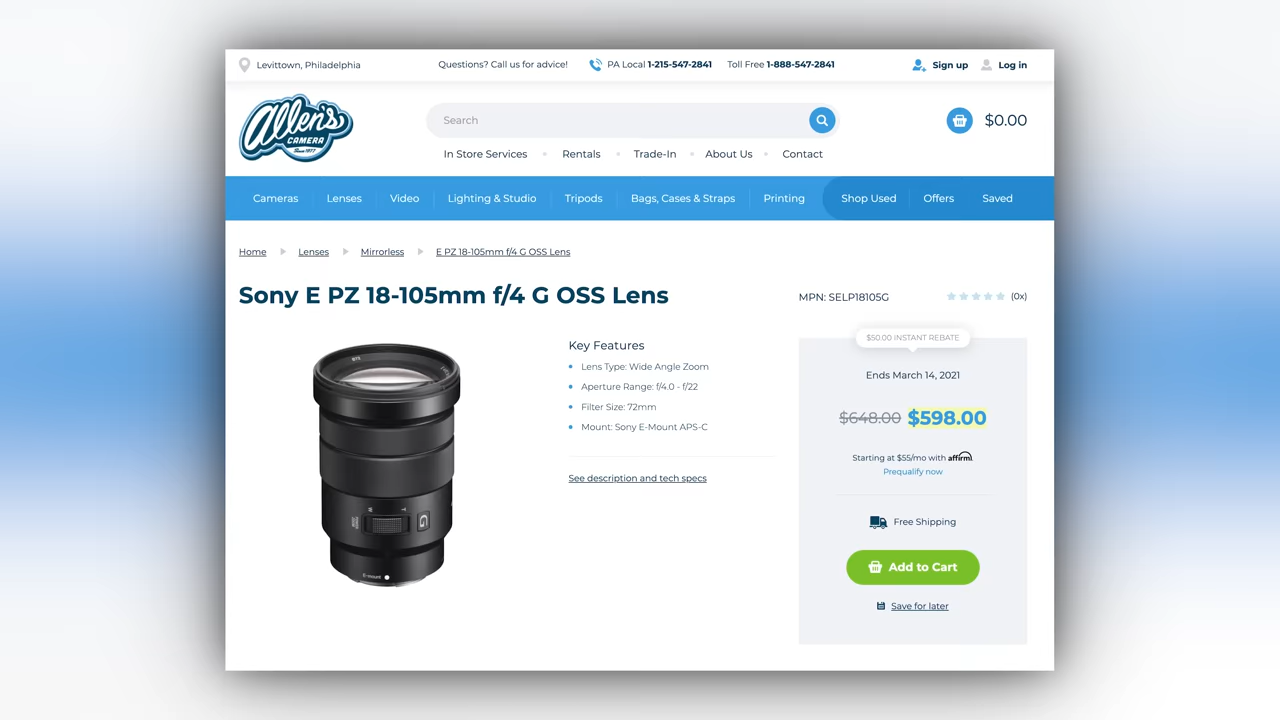 Levittown, Philadelphia
Questions? Call us for advice!
PA Local 1-215-547-2841
Toll Free 1-888-547-2841
Sign up
Log in
Allen's
CAMERA
Since 1977
Search
$0.00
In Store Services
Rentals
Trade-In
About Us
Contact
Cameras
Lenses
Video
Lighting & Studio
Tripods
Bags, Cases & Straps
Printing
Shop Used
Offers
Saved
Home
Lenses
Mirrorless
E PZ 18-105mm f/4 G OSS Lens
Sony E PZ 18-105mm f/4 G OSS Lens
MPN: SELP18105G
(0x)
Key Features
Lens Type: Wide Angle Zoom
Aperture Range: f/4.0 - f/22
Filter Size: 72mm
Mount: Sony E-Mount APS-C
See description and tech specs
$50.00 INSTANT REBATE
Ends March 14, 2021
$648.00 $598.00
Starting at $55/mo with affirm
Prequalify now
Free Shipping
Add to Cart
Save for later
W
T
G
E-mount